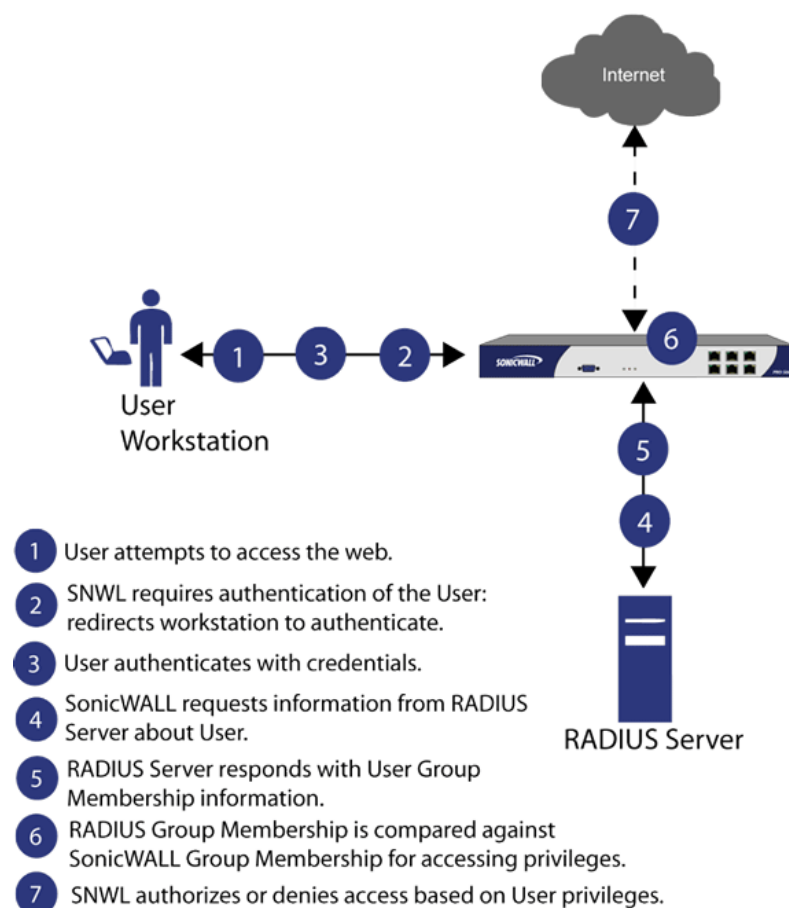 Internet
7
6
SONICWALL
1
3
2
User
Workstation
5
4
RADIUS Server
1 User attempts to access the web.
2 SNWL requires authentication of the User:
redirects workstation to authenticate.
3 User authenticates with credentials.
4 SonicWALL requests information from RADIUS
Server about User.
5 RADIUS Server responds with User Group
Membership information.
6 RADIUS Group Membership is compared against
SonicWALL Group Membership for accessing privileges.
7 SNWL authorizes or denies access based on User privileges.